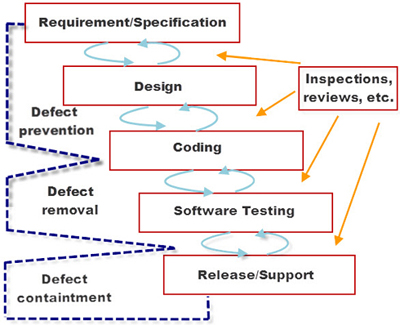 Requirement/Specification
Design
Inspections,
reviews, etc.
Defect
prevention
Coding
Defect
removal
Software Testing
Release/Support
Defect
containtment